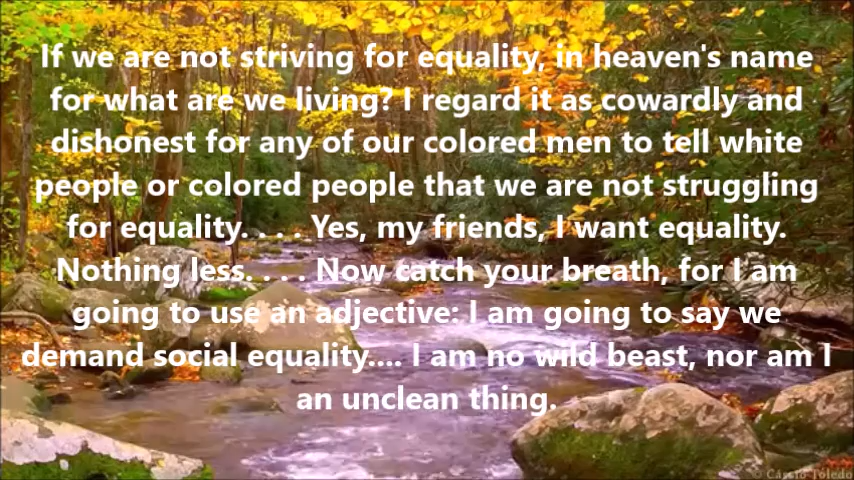 If we are not striving for equality, in heaven's name
for what are we living? I regard it as cowardly and
dishonest for any of our colored men to tell white
people or colored people that we are not struggling
for equality. . . . Yes, my friends, I want equality.
Nothing less. . . . Now catch your breath, for I am
going to use an adjective: I am going to say we
demand social equality.... I am no wild beast, nor am I
an unclean thing.
© Cássia Toledo